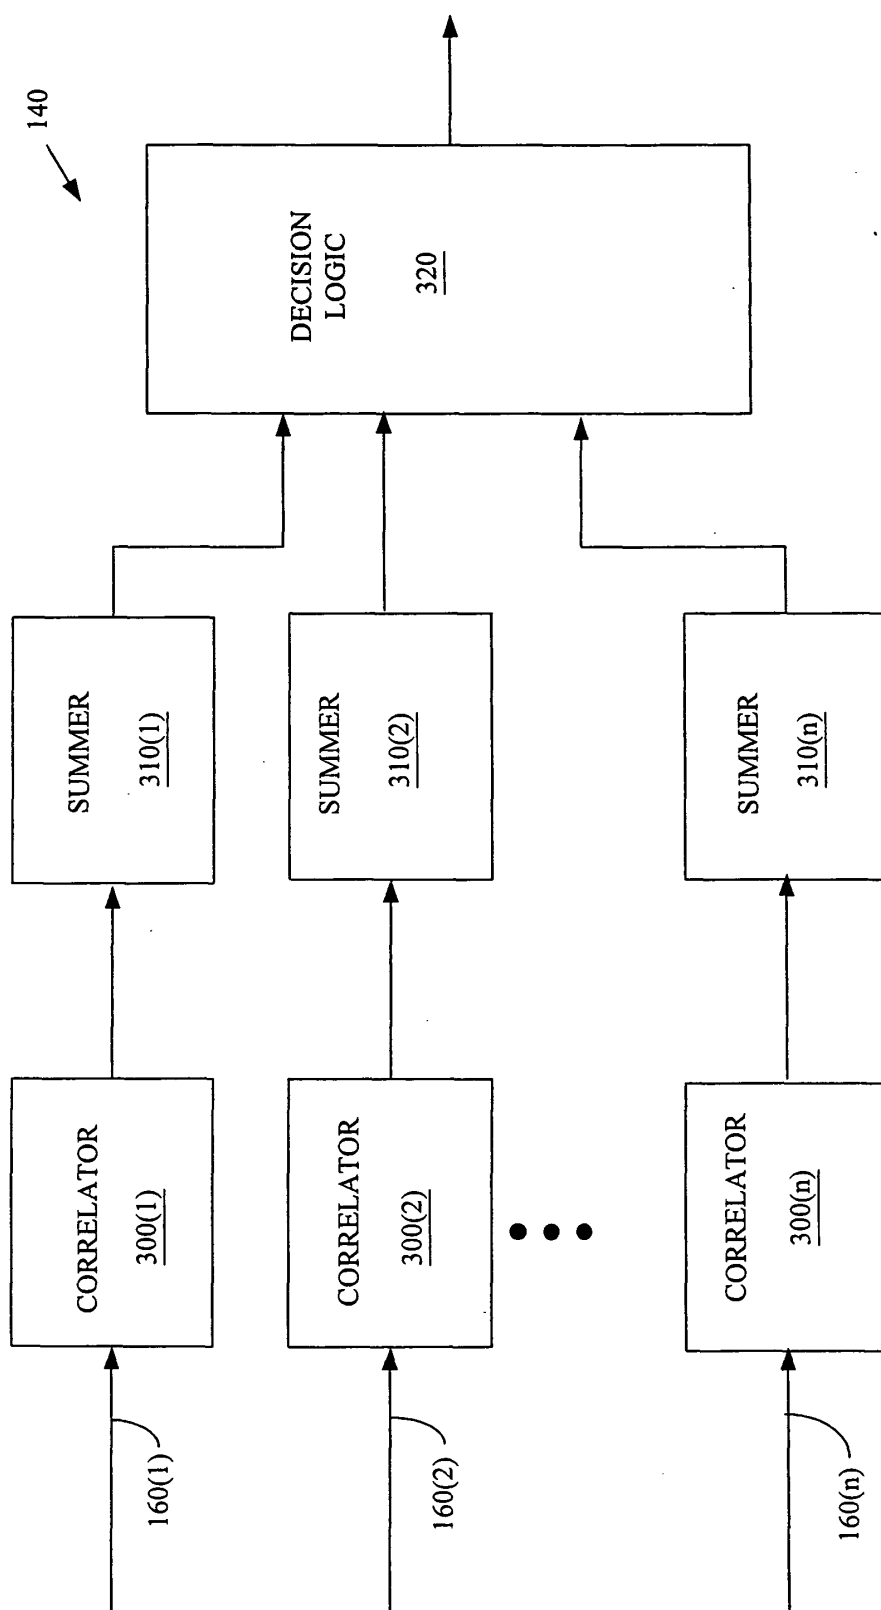 140
160(1)
CORRELATOR
300(1)
SUMMER
310(1)
160(2)
CORRELATOR
300(2)
SUMMER
310(2)
DECISION
LOGIC
320
160(n)
CORRELATOR
300(n)
SUMMER
310(n)